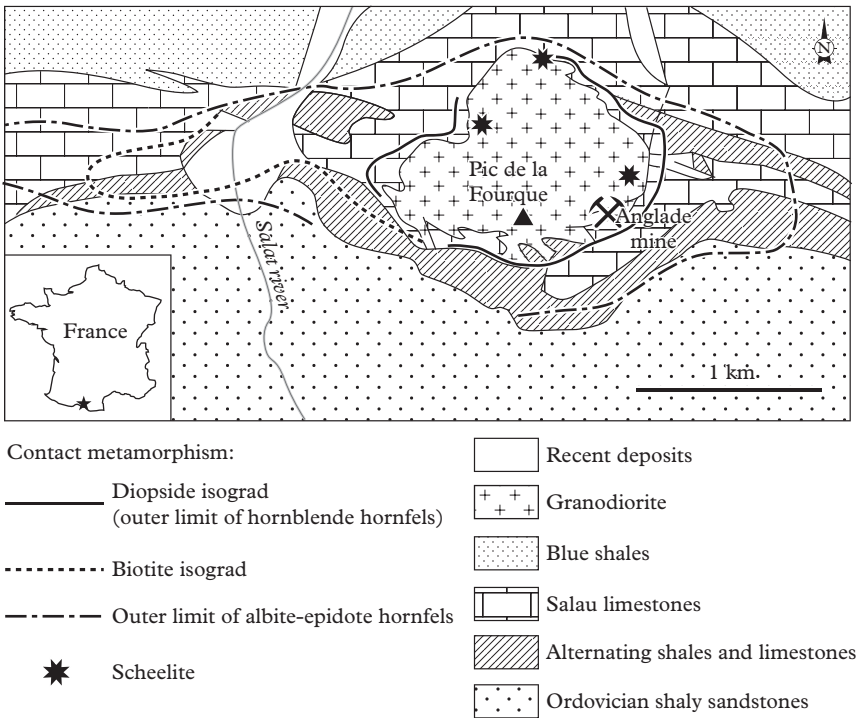 N
Pic de la
Fourque
Anglade
mine
Salat river
France
1 km
Contact metamorphism:
Diopside isograd
(outer limit of hornblende hornfels)
Biotite isograd
Outer limit of albite-epidote hornfels
Scheelite
Recent deposits
Granodiorite
Blue shales
Salau limestones
Alternating shales and limestones
Ordovician shaly sandstones